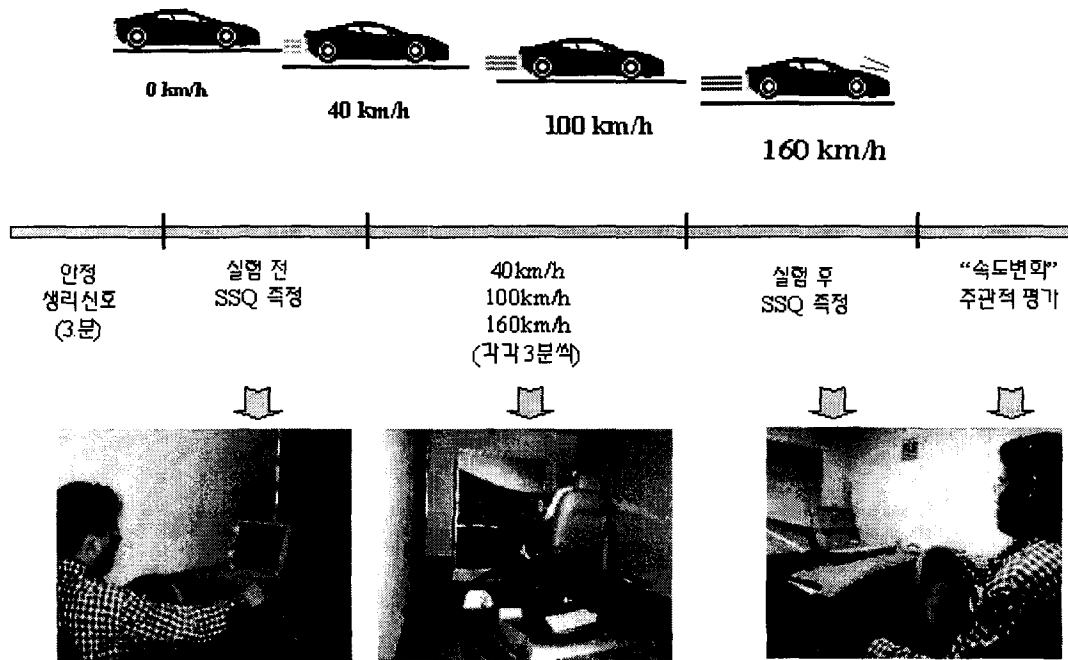 0 km/h
40 km/h
100 km/h
160 km/h
안정
생리신호
(3분)
실험 전
SSQ 측정
40km/h
100km/h
160km/h
(각각 3분씩)
실험 후
SSQ 측정
“속도변화”
주관적 평가